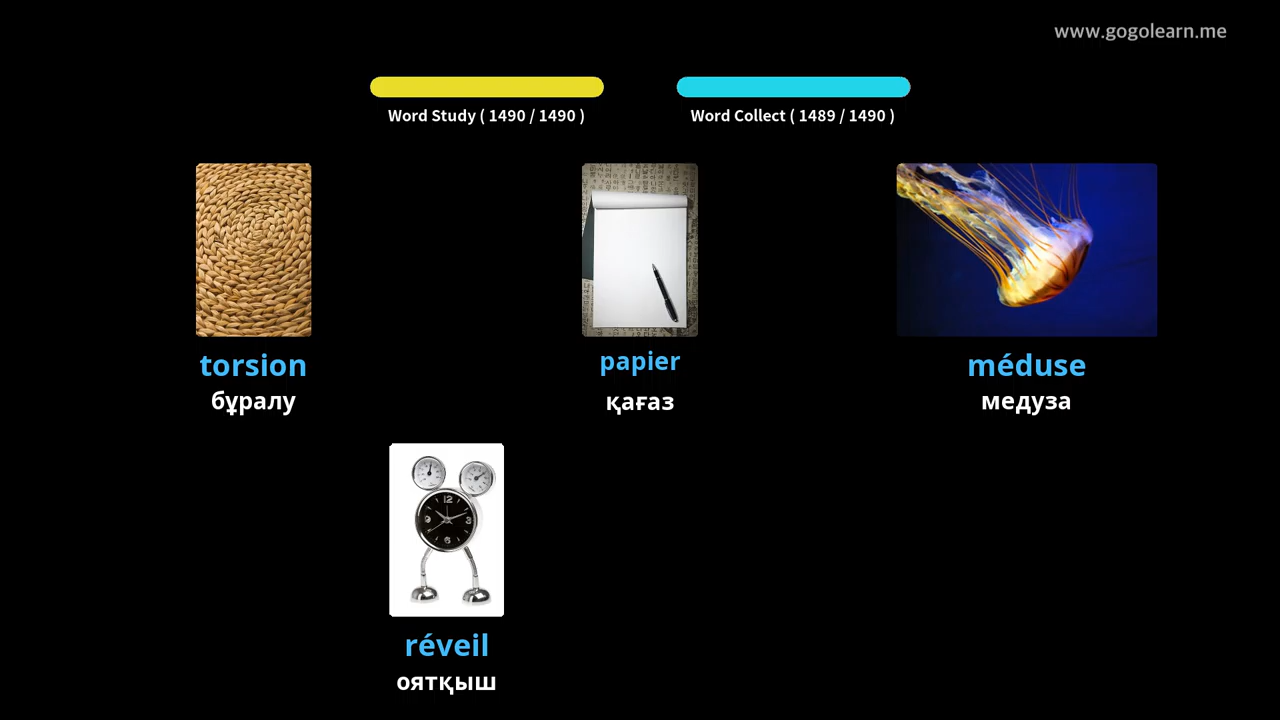 www.gogolearn.me
Word Study ( 1490 / 1490 )
Word Collect ( 1489 / 1490 )
torsion
бұралу
papier
қағаз
méduse
медуза
réveil
оятқыш